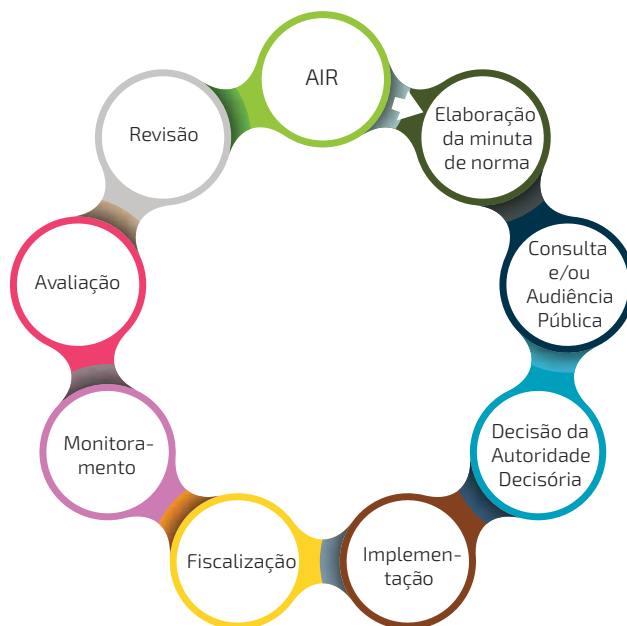 AIR
Elaboração
da minuta
de norma
Consulta
e/ou
Audiência
Pública
Decisão da
Autoridade
Decisória
Implemen-
tação
Fiscalização
Monitora-
mento
Avaliação
Revisão